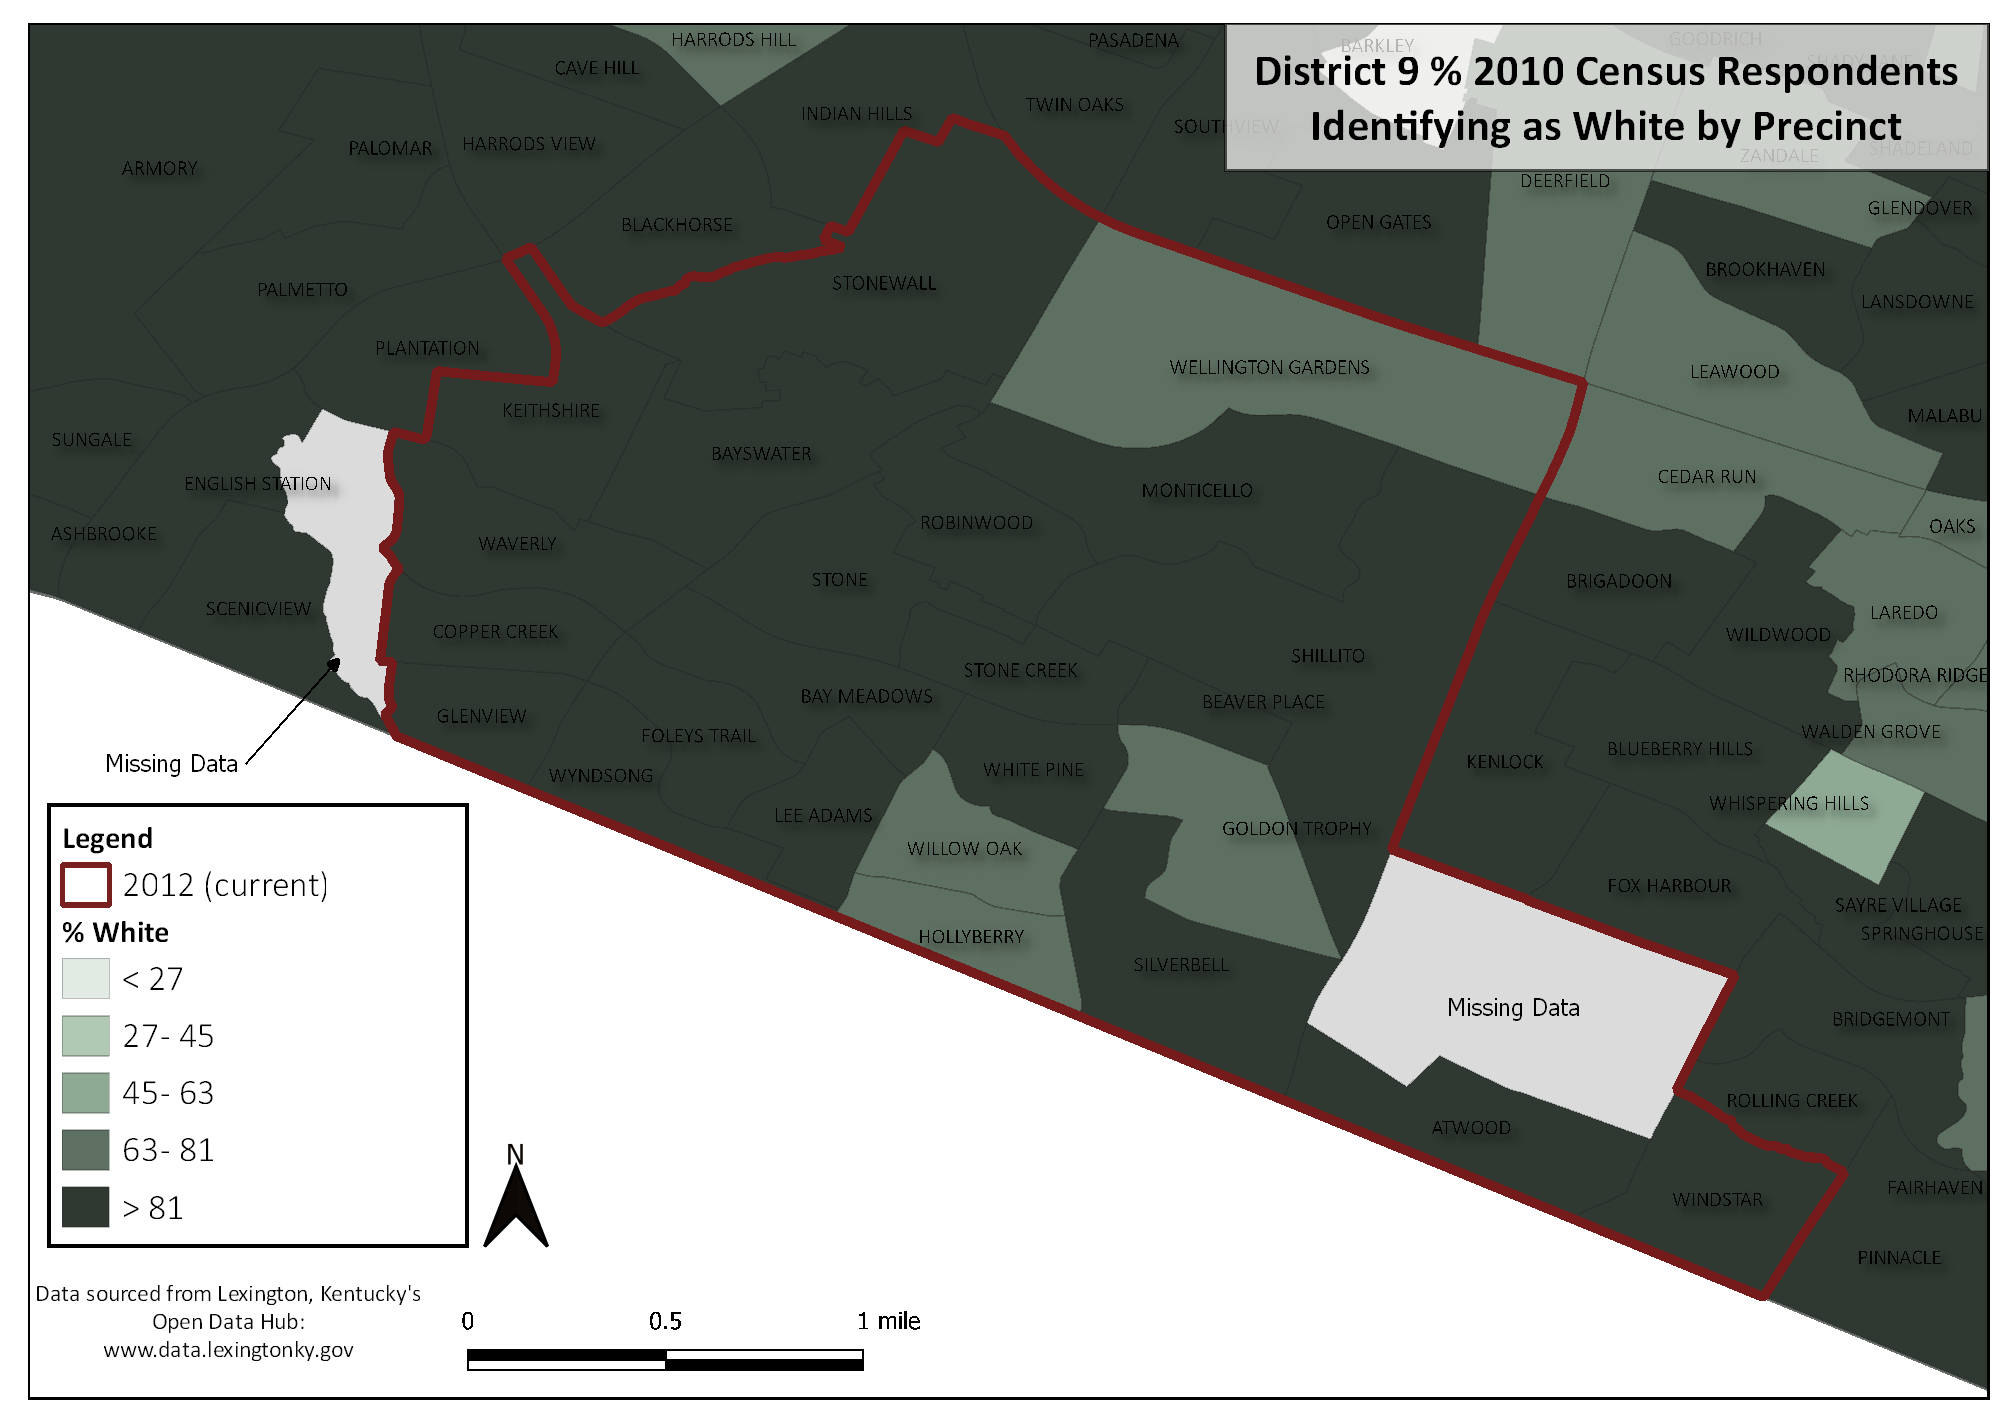 HARRODS HILL
PASADENA
BARKLEY
GOODRICH
SHADY LANE
District 9 % 2010 Census Respondents
Identifying as White by Precinct
CAVE HILL
INDIAN HILLS
TWIN OAKS
SOUTHVIEW
ZANDALE
SHADELAND
PALOMAR
HARRODS VIEW
ARMORY
DEERFIELD
GLENDOVER
BLACKHORSE
OPEN GATES
BROOKHAVEN
PALMETTO
STONEWALL
LANSDOWNE
PLANTATION
WELLINGTON GARDENS
LEAWOOD
KEITHSHIRE
MALABU
SUNGALE
BAYSWATER
ENGLISH STATION
MONTICELLO
CEDAR RUN
ASHBROOKE
WAVERLY
ROBINWOOD
OAKS
STONE
BRIGADOON
SCENICVIEW
LAREDO
COPPER CREEK
WILDWOOD
SHILLITO
STONE CREEK
RHODORA RIDGE
BAY MEADOWS
BEAVER PLACE
GLENVIEW
FOLEYS TRAIL
WALDEN GROVE
BLUEBERRY HILLS
Missing Data
WYNDSONG
WHITE PINE
KENLOCK
WHISPERING HILLS
LEE ADAMS
GOLDON TROPHY
WILLOW OAK
FOX HARBOUR
SAYRE VILLAGE
HOLLYBERRY
SPRINGHOUSE
SILVERBELL
Missing Data
BRIDGEMONT
ROLLING CREEK
ATWOOD
WINDSTAR
FAIRHAVEN
PINNACLE
Legend
2012 (current)
% White
< 27
27- 45
45- 63
63- 81
> 81
N
Data sourced from Lexington, Kentucky's
Open Data Hub:
www.data.lexingtonky.gov
0 0.5 1 mile